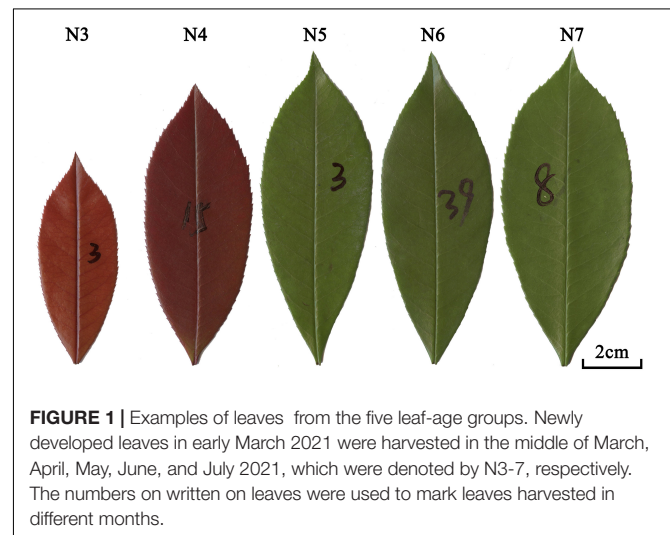 N3 N4 N5 N6 N7
3 18 3 39 8
2cm
FIGURE 1 | Examples of leaves from the five leaf-age groups. Newly
developed leaves in early March 2021 were harvested in the middle of March,
April, May, June, and July 2021, which were denoted by N3-7, respectively.
The numbers on written on leaves were used to mark leaves harvested in
different months.